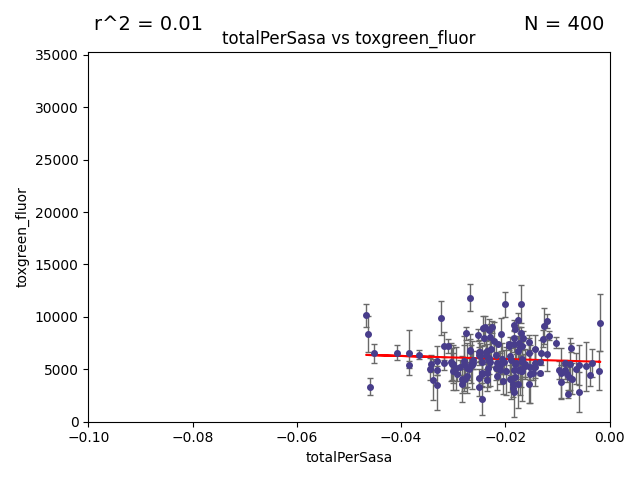 r^2 = 0.01
N = 400
totalPerSasa vs toxgreen_fluor
35000
30000
25000
20000
15000
10000
5000
0
toxgreen_fluor
−0.10
−0.08
−0.06
−0.04
−0.02
0.00
totalPerSasa